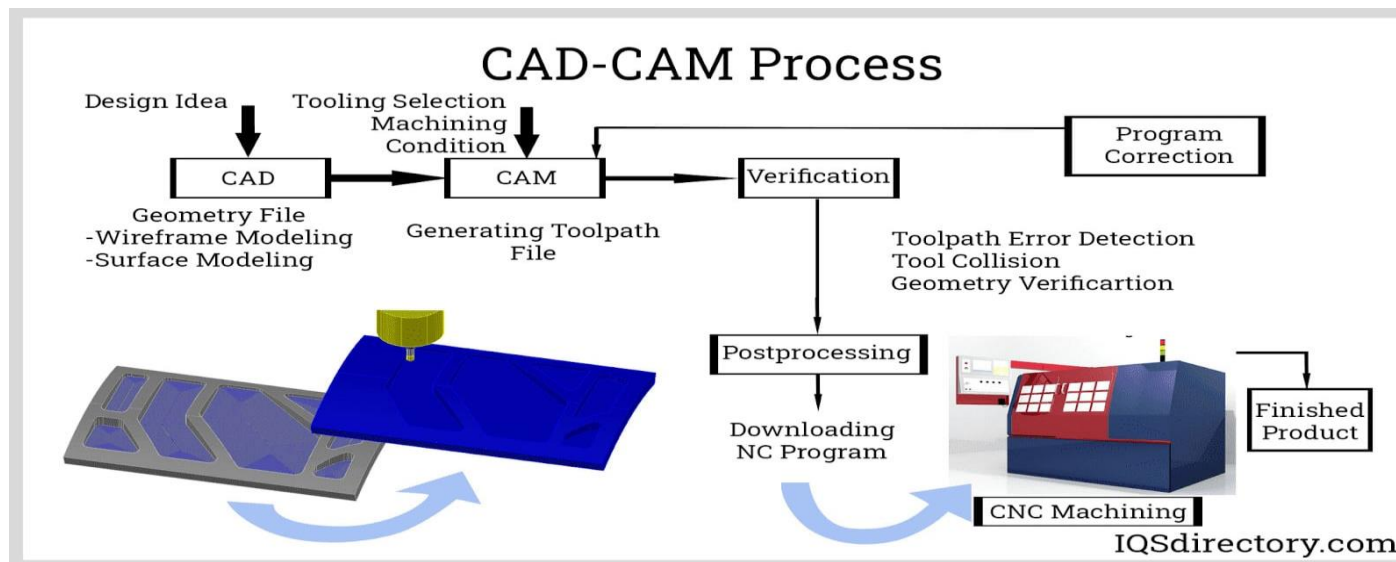 CAD-CAM Process
Design Idea
Tooling Selection
Machining
Condition
Program
Correction
CAD
CAM
Verification
Geometry File
-Wireframe Modeling
-Surface Modeling
Generating Toolpath
File
Toolpath Error Detection
Tool Collision
Geometry Verificartion
Postprocessing
Downloading
NC Program
Finished
Product
CNC Machining
IQSdirectory.com